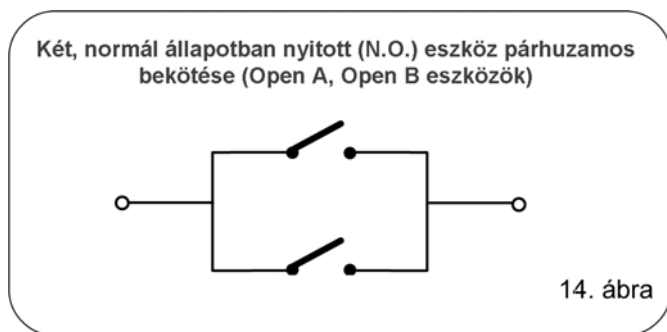 Két, normál állapotban nyitott (N.O.) eszköz párhuzamos
bekötése (Open A, Open B eszközök)
14. ábra